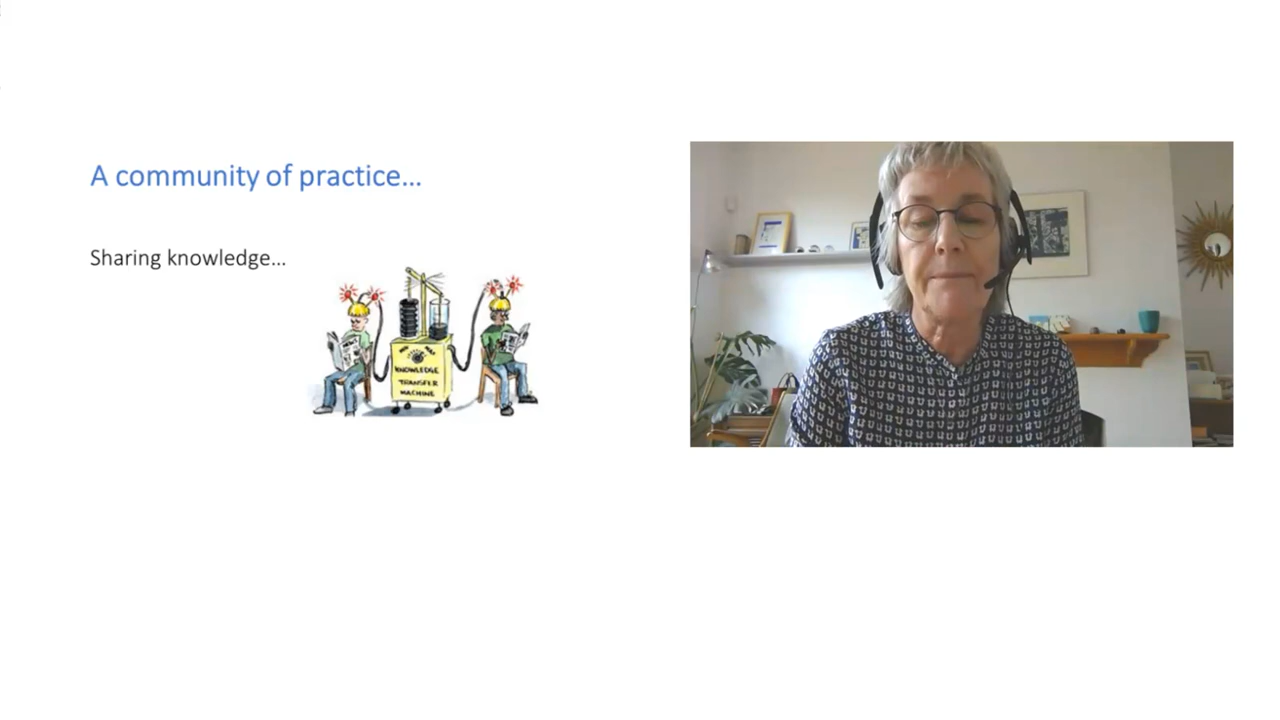 A community of practice...
Sharing knowledge...
KNOWLEDGE
TRANSFER
MACHINE